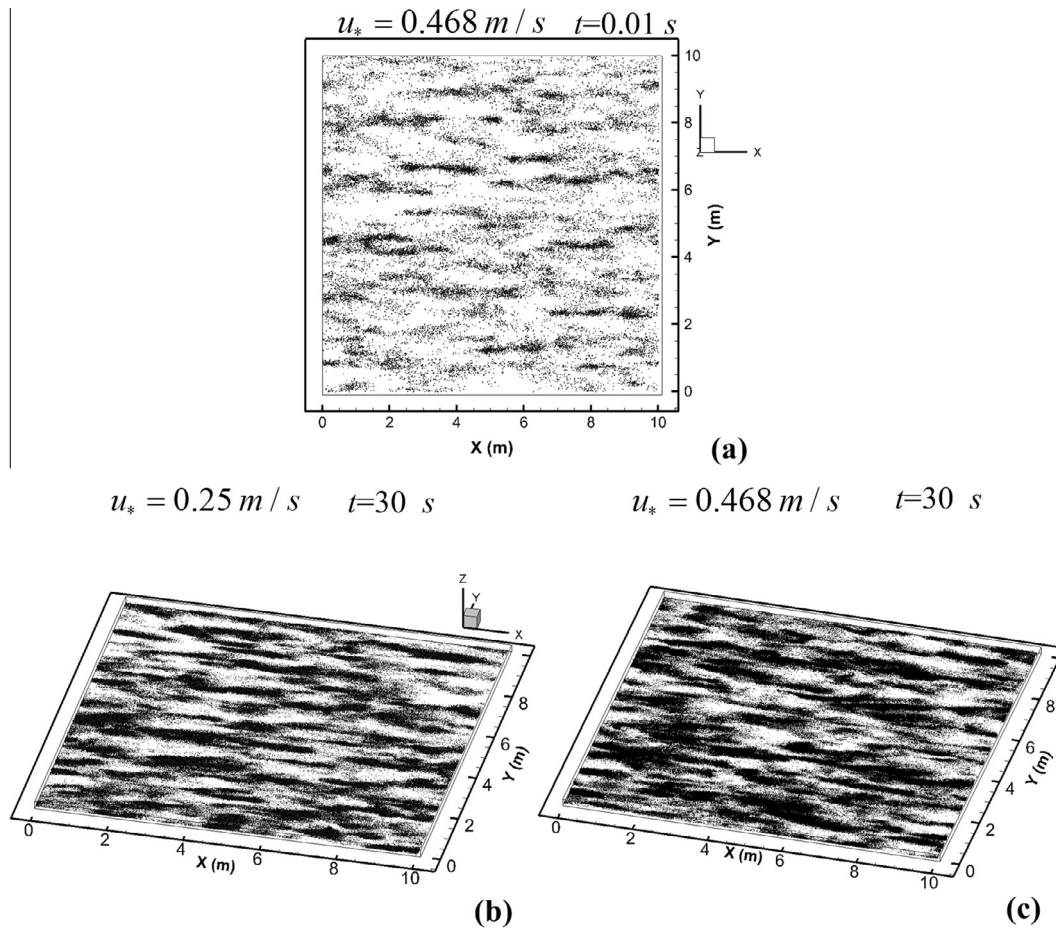 u* = 0.468 m / s t=0.01 s
10
Y
8
Z X
6
Y (m)
4
2
0
0 2 4 6 8 10
X (m)
(a)
u* = 0.25 m / s t=30 s
u* = 0.468 m / s t=30 s
Z
Y
X
8
6
Y (m)
4
2
0
0 2 4 6 8 10
X (m)
(b)
8
6
Y (m)
4
2
0
0 2 4 6 8 10
X (m)
(c)